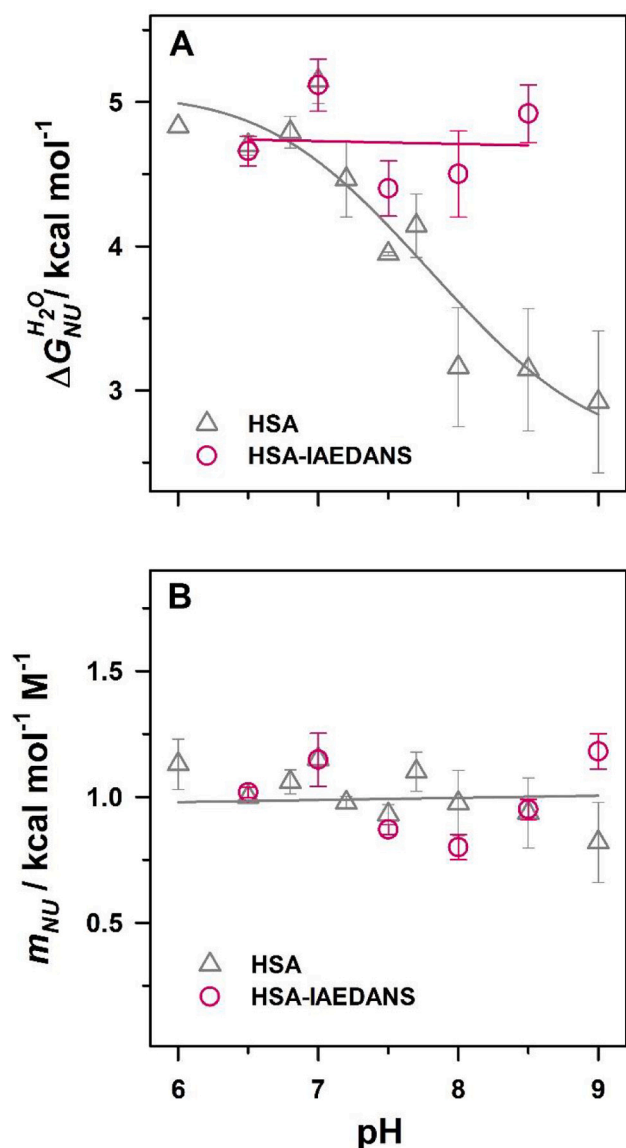 A
5
4
3
ΔG_NU^H₂O / kcal mol⁻¹
HSA
HSA-IAEDANS
B
1.5
1.0
0.5
m_NU / kcal mol⁻¹ M⁻¹
HSA
HSA-IAEDANS
6 7 8 9
pH